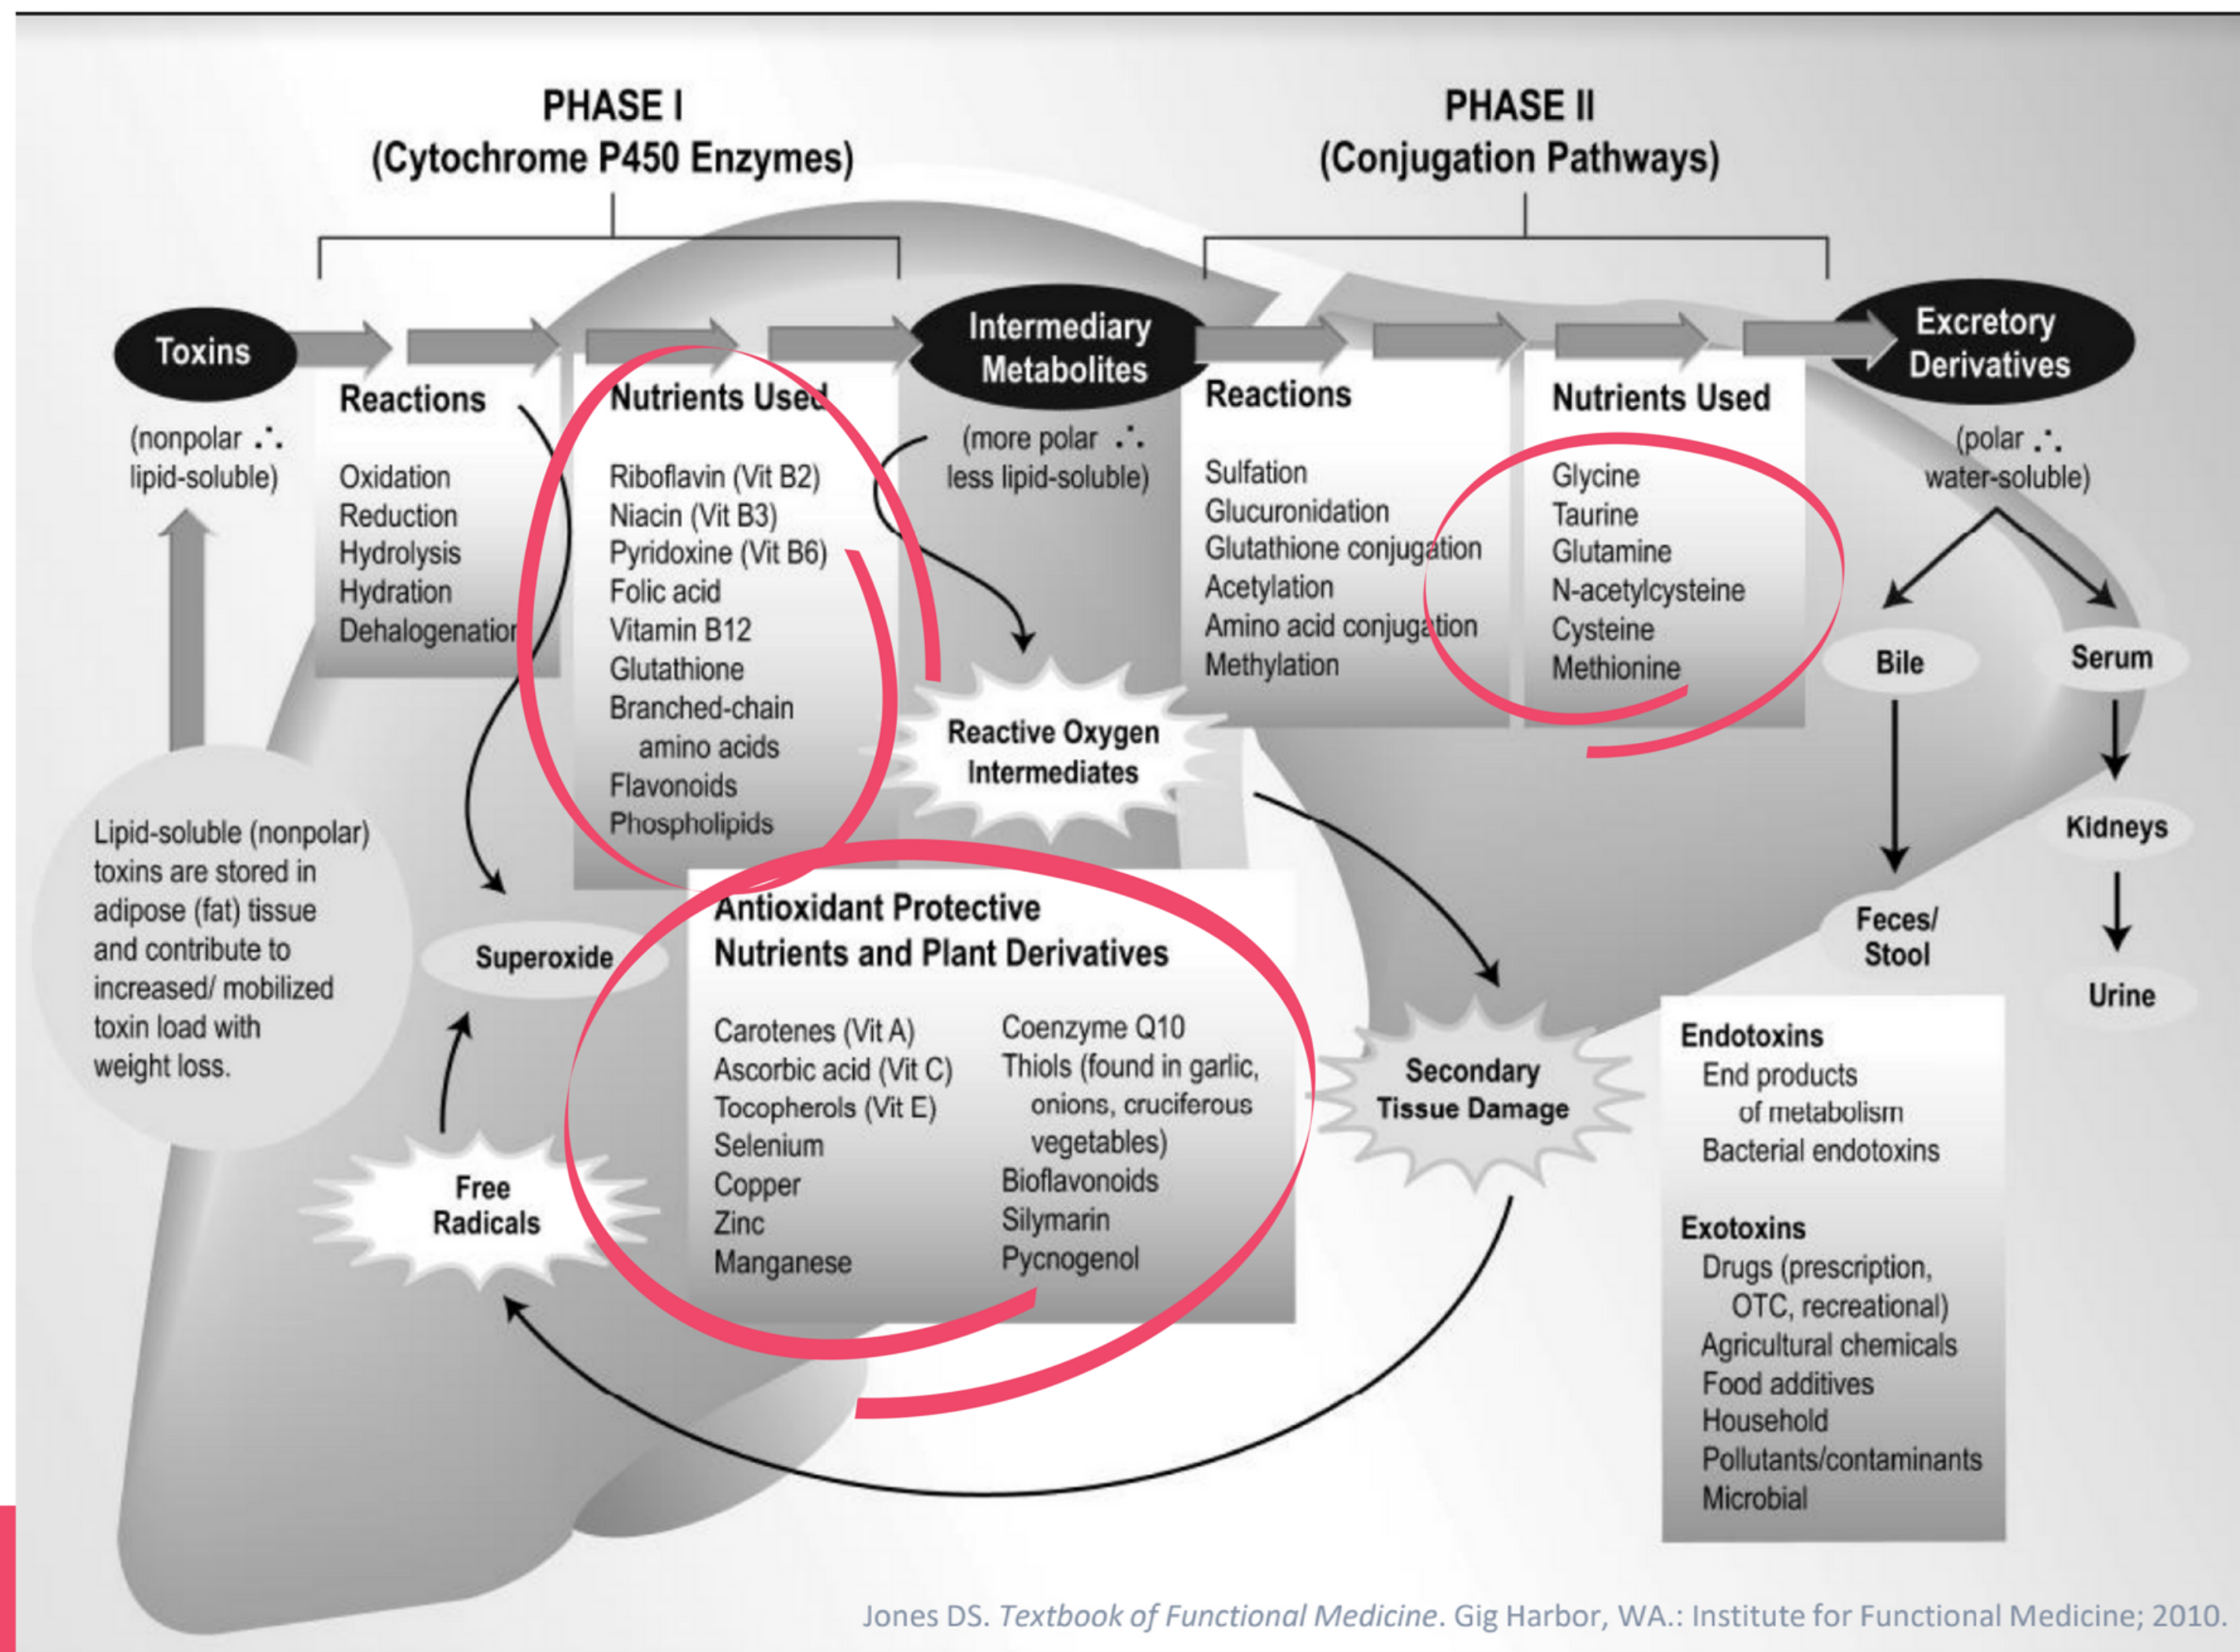 PHASE I
(Cytochrome P450 Enzymes)
PHASE II
(Conjugation Pathways)
Toxins
(nonpolar ∴
lipid-soluble)
Reactions
Oxidation
Reduction
Hydrolysis
Hydration
Dehalogenation
Nutrients Used
Riboflavin (Vit B2)
Niacin (Vit B3)
Pyridoxine (Vit B6)
Folic acid
Vitamin B12
Glutathione
Branched-chain
amino acids
Flavonoids
Phospholipids
Intermediary
Metabolites
(more polar ∴
less lipid-soluble)
Reactions
Sulfation
Glucuronidation
Glutathione conjugation
Acetylation
Amino acid conjugation
Methylation
Nutrients Used
Glycine
Taurine
Glutamine
N-acetylcysteine
Cysteine
Methionine
Excretory
Derivatives
(polar ∴
water-soluble)
Bile
Serum
Kidneys
Feces/
Stool
Urine
Reactive Oxygen
Intermediates
Lipid-soluble (nonpolar)
toxins are stored in
adipose (fat) tissue
and contribute to
increased/ mobilized
toxin load with
weight loss.
Superoxide
Free
Radicals
Antioxidant Protective
Nutrients and Plant Derivatives
Carotenes (Vit A)
Ascorbic acid (Vit C)
Tocopherols (Vit E)
Selenium
Copper
Zinc
Manganese
Coenzyme Q10
Thiols (found in garlic,
onions, cruciferous
vegetables)
Bioflavonoids
Silymarin
Pycnogenol
Secondary
Tissue Damage
Endotoxins
End products
of metabolism
Bacterial endotoxins
Exotoxins
Drugs (prescription,
OTC, recreational)
Agricultural chemicals
Food additives
Household
Pollutants/contaminants
Microbial
Jones DS. Textbook of Functional Medicine. Gig Harbor, WA.: Institute for Functional Medicine; 2010.